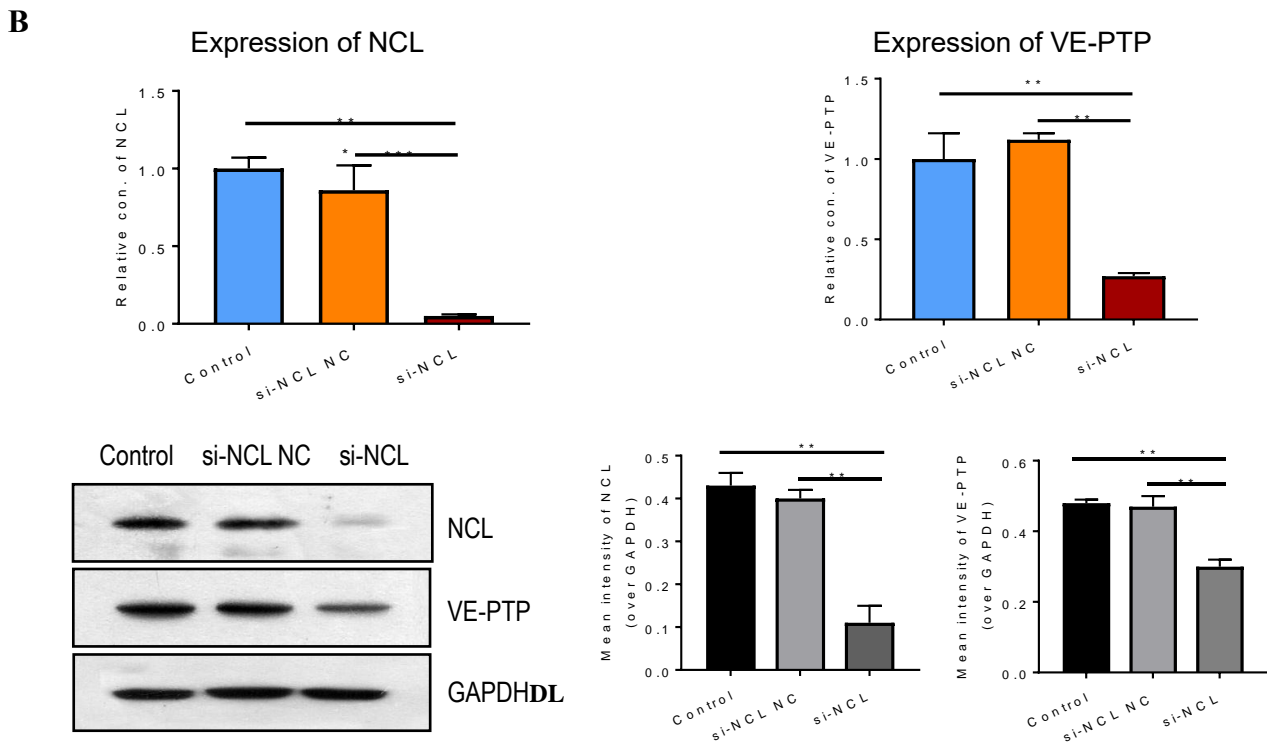 B
Expression of NCL
Relative con. of NCL
1.5
1.0
0.5
0.0
**
* ***
Control
si-NCL NC
si-NCL
Expression of VE-PTP
Relative con. of VE-PTP
1.5
1.0
0.5
0.0
**
**
Control
si-NCL NC
si-NCL
Control si-NCL NC si-NCL
NCL
VE-PTP
GAPDHDL
Mean intensity of NCL
(over GAPDH)
0.5
0.4
0.3
0.2
0.1
0.0
**
**
Control
si-NCL NC
si-NCL
Mean intensity of VE-PTP
(over GAPDH)
0.6
0.4
0.2
0.0
**
**
Control
si-NCL NC
si-NCL